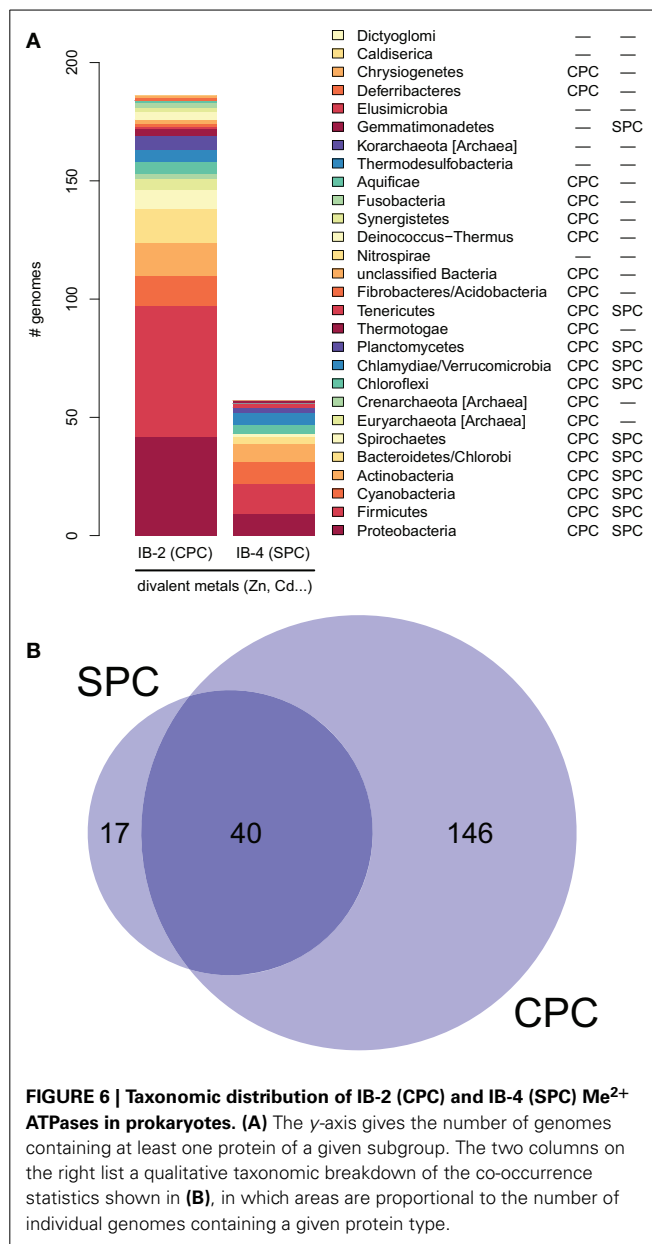 A
# genomes
200
150
100
50
0
IB-2 (CPC) IB-4 (SPC)
divalent metals (Zn, Cd...)
Dictyoglomi — —
Caldiserica — —
Chrysiogenetes CPC —
Deferribacteres CPC —
Elusimicrobia — —
Gemmatimonadetes — SPC
Korarchaeota [Archaea] — —
Thermodesulfobacteria — —
Aquificae CPC —
Fusobacteria CPC —
Synergistetes CPC —
Deinococcus−Thermus CPC —
Nitrospirae — —
unclassified Bacteria CPC —
Fibrobacteres/Acidobacteria CPC —
Tenericutes CPC SPC
Thermotogae CPC —
Planctomycetes CPC SPC
Chlamydiae/Verrucomicrobia CPC SPC
Chloroflexi CPC SPC
Crenarchaeota [Archaea] CPC —
Euryarchaeota [Archaea] CPC —
Spirochaetes CPC SPC
Bacteroidetes/Chlorobi CPC SPC
Actinobacteria CPC SPC
Cyanobacteria CPC SPC
Firmicutes CPC SPC
Proteobacteria CPC SPC
B
SPC
17 40 146
CPC
FIGURE 6 | Taxonomic distribution of IB-2 (CPC) and IB-4 (SPC) Me2+
ATPases in prokaryotes. (A) The y-axis gives the number of genomes
containing at least one protein of a given subgroup. The two columns on
the right list a qualitative taxonomic breakdown of the co-occurrence
statistics shown in (B), in which areas are proportional to the number of
individual genomes containing a given protein type.